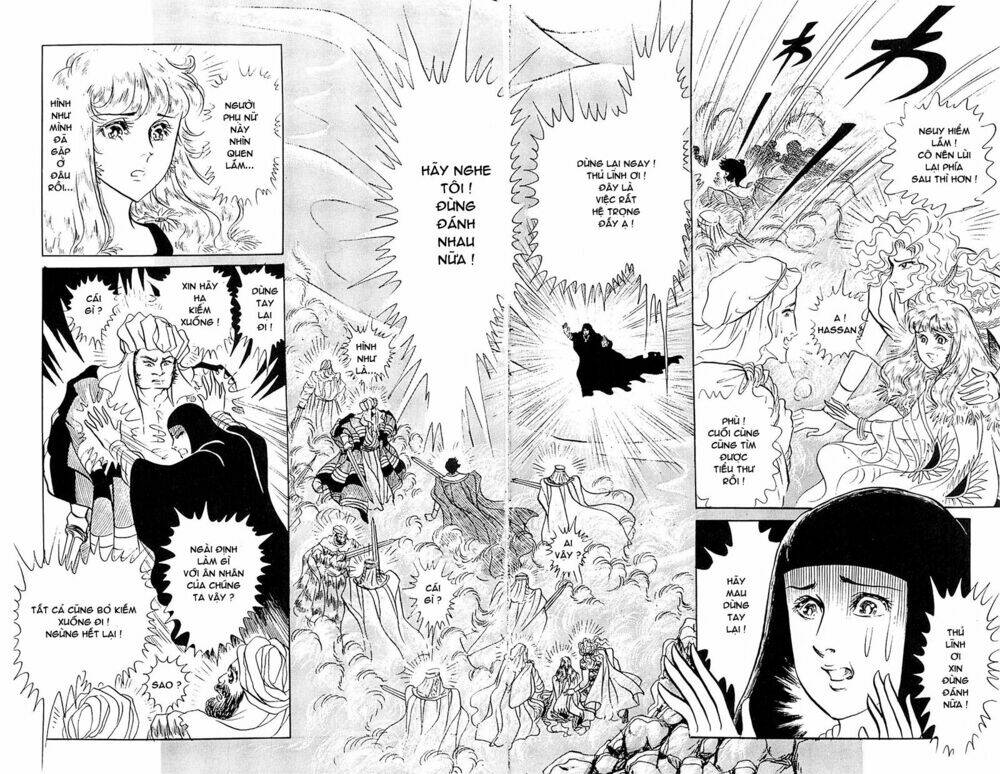 わ
わ
NGUY HIỂM
LẮM!
CÔ NÊN LÙI
LẠI PHÍA
SAU THÌ HƠN!
A!
HASSAN!
PHÙ!
CUỐI CÙNG
CŨNG TÌM
ĐƯỢC
TIỂU THƯ
RỒI!
HÃY
MAU
DỪNG
TAY
LẠI!
THỦ
LĨNH
ƠI
XIN
ĐỪNG
ĐÁNH
NỮA!
DỪNG LẠI NGAY!
THỦ LĨNH ƠI!
ĐÂY LÀ
VIỆC RẤT
HỆ TRỌNG
ĐẤY Ạ!
HÃY NGHE
TÔI!
ĐỪNG
ĐÁNH
NHAU
NỮA!
HÌNH
NHƯ
LÀ...
AI
VẬY?
CÁI
GÌ?
NGƯỜI
PHỤ NỮ
NÀY
NHÌN
QUEN
LẮM...
HÌNH
NHƯ
MÌNH
ĐÃ
GẶP Ở
ĐÂU
RỒI...
DỪNG
TAY
LẠI ĐI!
XIN HÃY
HẠ
KIẾM
XUỐNG!
CÁI
GÌ?
NGÀI ĐỊNH
LÀM GÌ
VỚI ÂN NHÂN
CỦA CHÚNG
TA VẬY?
TẤT CẢ CŨNG BỎ KIẾM
XUỐNG ĐI!
NGỪNG HẾT LẠI!
SAO?